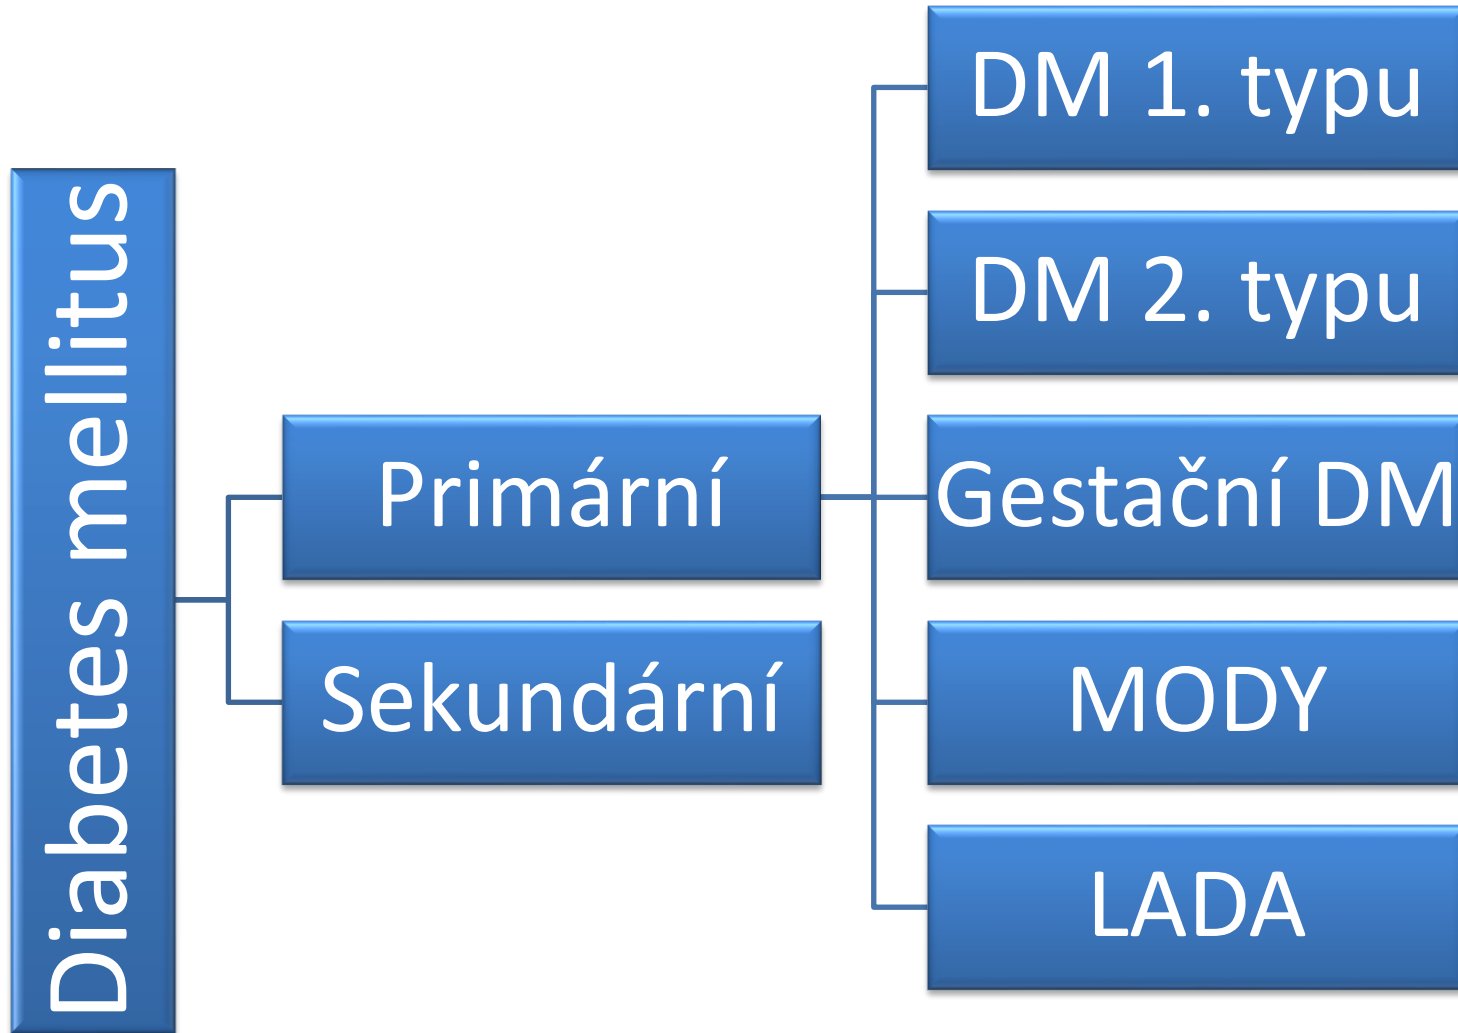 Diabetes mellitus
Primární
Sekundární
DM 1. typu
DM 2. typu
Gestační DM
MODY
LADA